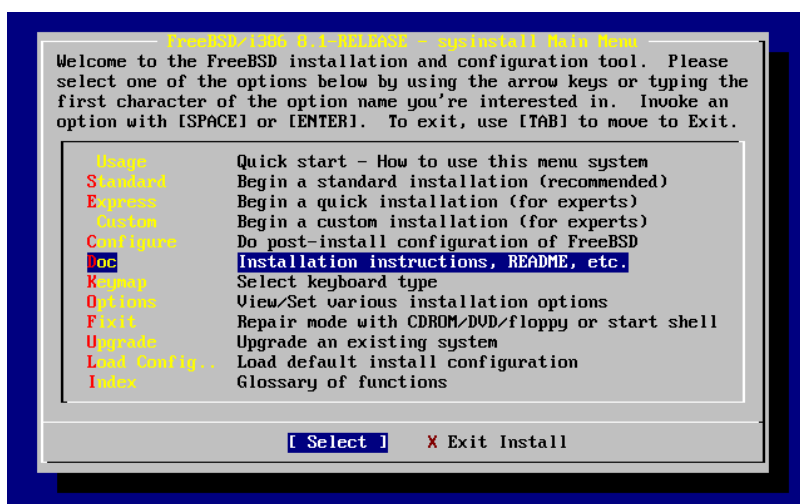 FreeBSD/i386 8.1-RELEASE - sysinstall Main Menu
Welcome to the FreeBSD installation and configuration tool.  Please
select one of the options below by using the arrow keys or typing the
first character of the option name you're interested in.  Invoke an
option with [SPACE] or [ENTER].  To exit, use [TAB] to move to Exit.
Usage Quick start - How to use this menu system
Standard Begin a standard installation (recommended)
Express Begin a quick installation (for experts)
Custom Begin a custom installation (for experts)
Configure Do post-install configuration of FreeBSD
Doc Installation instructions, README, etc.
Keymap Select keyboard type
Options View/Set various installation options
Fixit Repair mode with CDROM/DVD/floppy or start shell
Upgrade Upgrade an existing system
Load Config.. Load default install configuration
Index Glossary of functions
[ Select ] X Exit Install